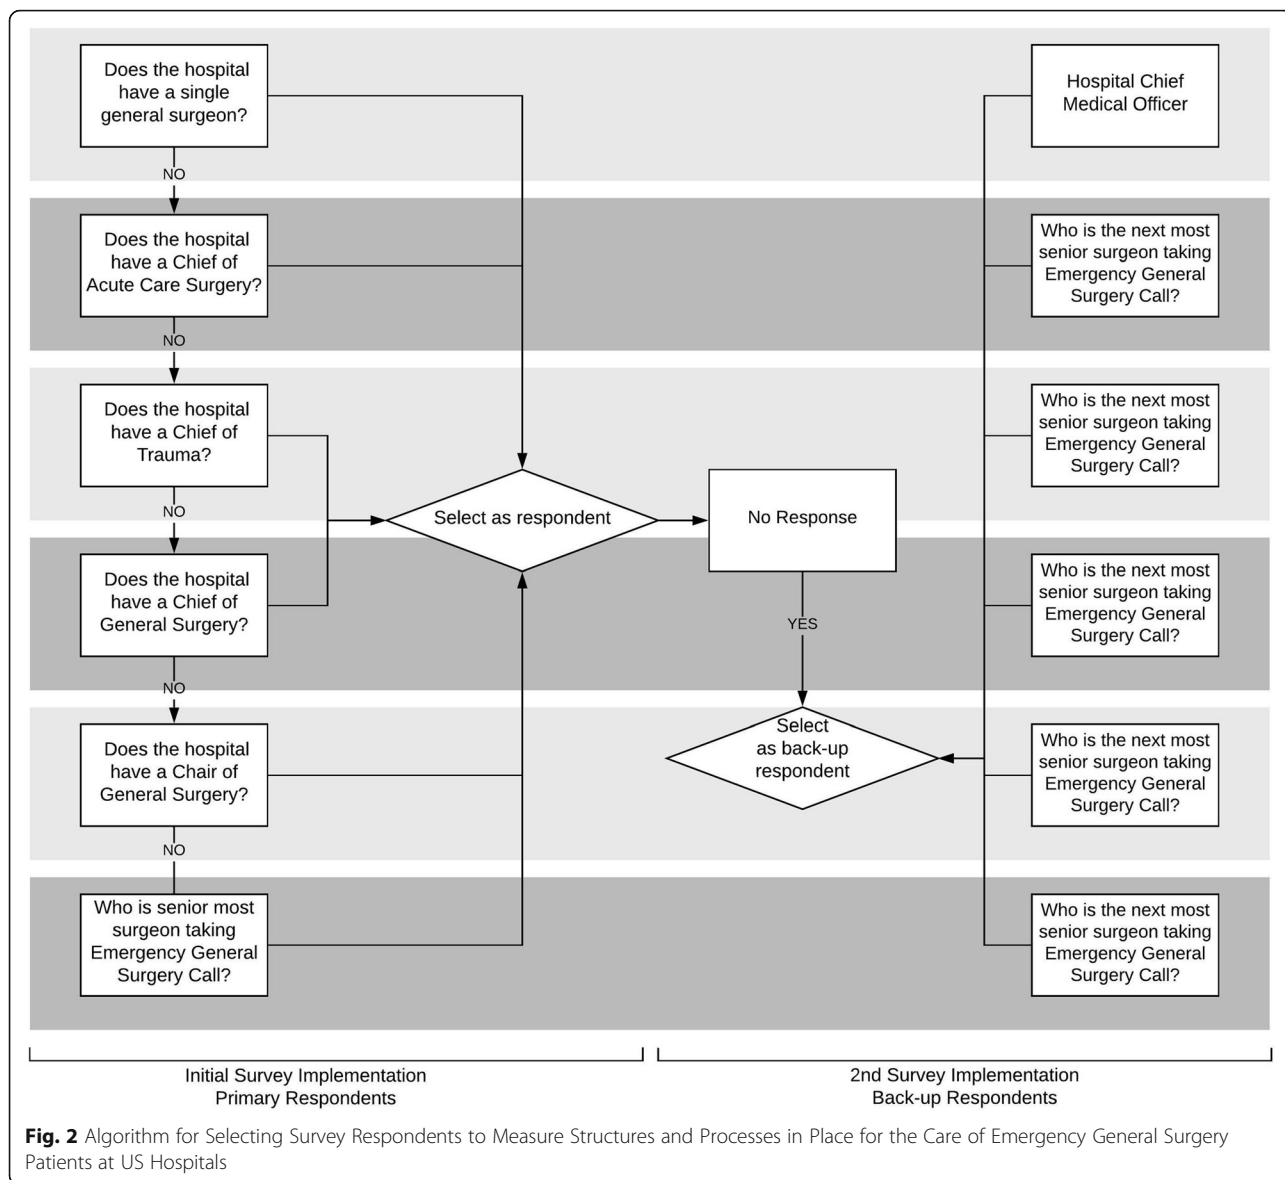 Does the hospital
have a single
general surgeon?
Hospital Chief
Medical Officer
NO
Does the hospital
have a Chief of
Acute Care Surgery?
Who is the next most
senior surgeon taking
Emergency General
Surgery Call?
NO
Does the hospital
have a Chief of
Trauma?
Who is the next most
senior surgeon taking
Emergency General
Surgery Call?
Select as respondent
No Response
NO
Does the hospital
have a Chief of
General Surgery?
Who is the next most
senior surgeon taking
Emergency General
Surgery Call?
YES
NO
Does the hospital
have a Chair of
General Surgery?
Select
as back-up
respondent
Who is the next most
senior surgeon taking
Emergency General
Surgery Call?
NO
Who is senior most
surgeon taking
Emergency General
Surgery Call?
Who is the next most
senior surgeon taking
Emergency General
Surgery Call?
Initial Survey Implementation
Primary Respondents
2nd Survey Implementation
Back-up Respondents
Fig. 2 Algorithm for Selecting Survey Respondents to Measure Structures and Processes in Place for the Care of Emergency General Surgery
Patients at US Hospitals